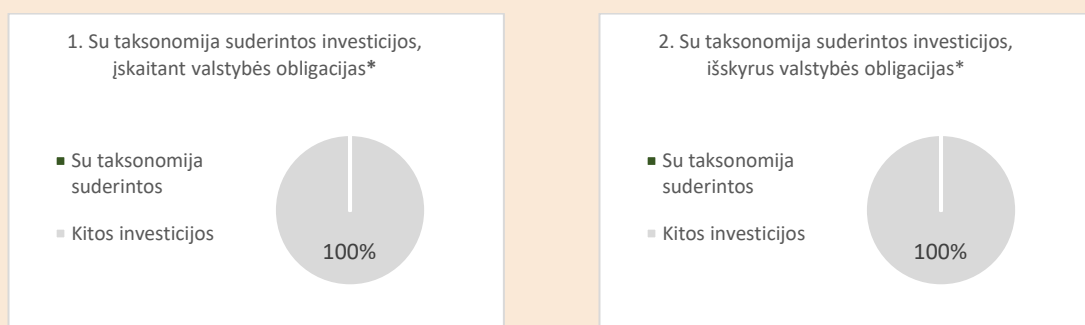 1. Su taksonomija suderintos investicijos,
įskaitant valstybės obligacijas*
Su taksonomija
suderintos
Kitos investicijos
100%
2. Su taksonomija suderintos investicijos,
išskyrus valstybės obligacijas*
Su taksonomija
suderintos
Kitos investicijos
100%